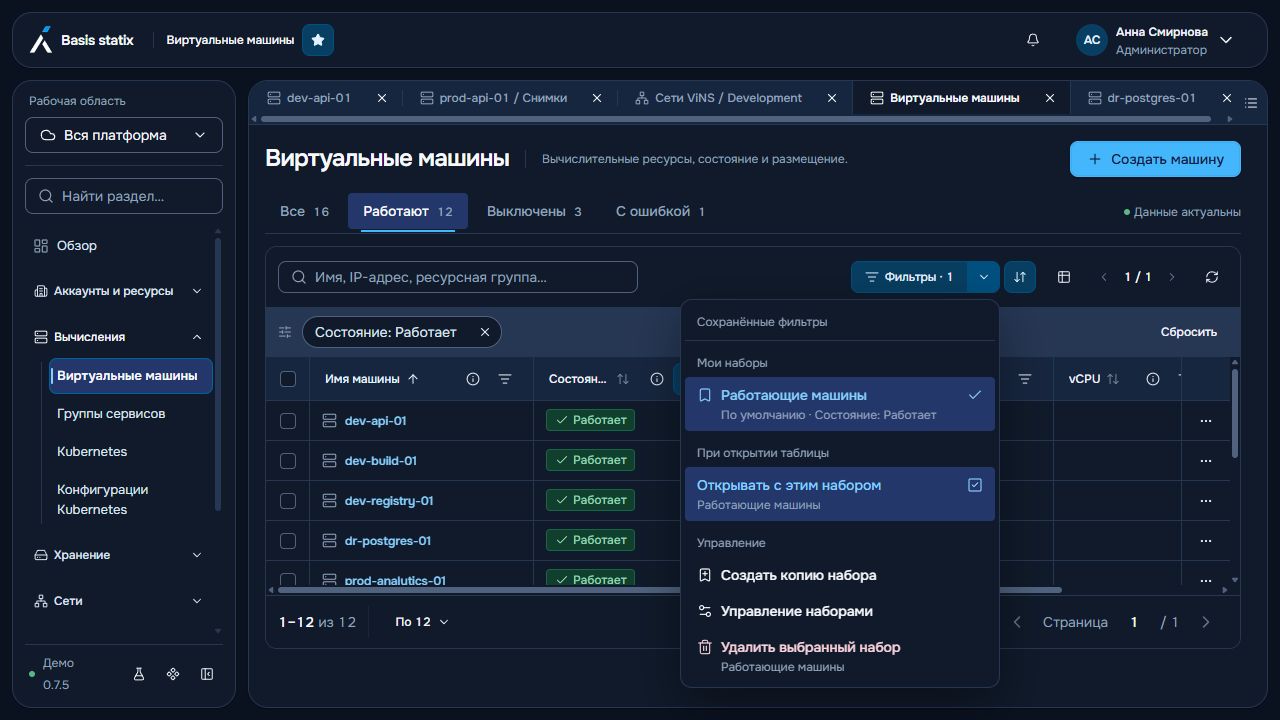 Basis statix
Виртуальные машины
АС
Анна Смирнова
Администратор
Рабочая область
Вся платформа
Найти раздел...
Обзор
Аккаунты и ресурсы
Вычисления
Виртуальные машины
Группы сервисов
Kubernetes
Конфигурации
Kubernetes
Хранение
Сети
Демо
0.7.5
dev-api-01
prod-api-01 / Снимки
Сети ViNS / Development
Виртуальные машины
dr-postgres-01
Виртуальные машины
Вычислительные ресурсы, состояние и размещение.
Создать машину
Все 16
Работают 12
Выключены 3
С ошибкой 1
Данные актуальны
Имя, IP-адрес, ресурсная группа...
Фильтры · 1
1 / 1
Состояние: Работает
Сбросить
Имя машины
Состоян...
vCPU
dev-api-01
Работает
dev-build-01
Работает
dev-registry-01
Работает
dr-postgres-01
Работает
prod-analytics-01
Работает
1–12 из 12
По 12
Страница 1 / 1
Сохранённые фильтры
Мои наборы
Работающие машины
По умолчанию · Состояние: Работает
При открытии таблицы
Открывать с этим набором
Работающие машины
Управление
Создать копию набора
Управление наборами
Удалить выбранный набор
Работающие машины